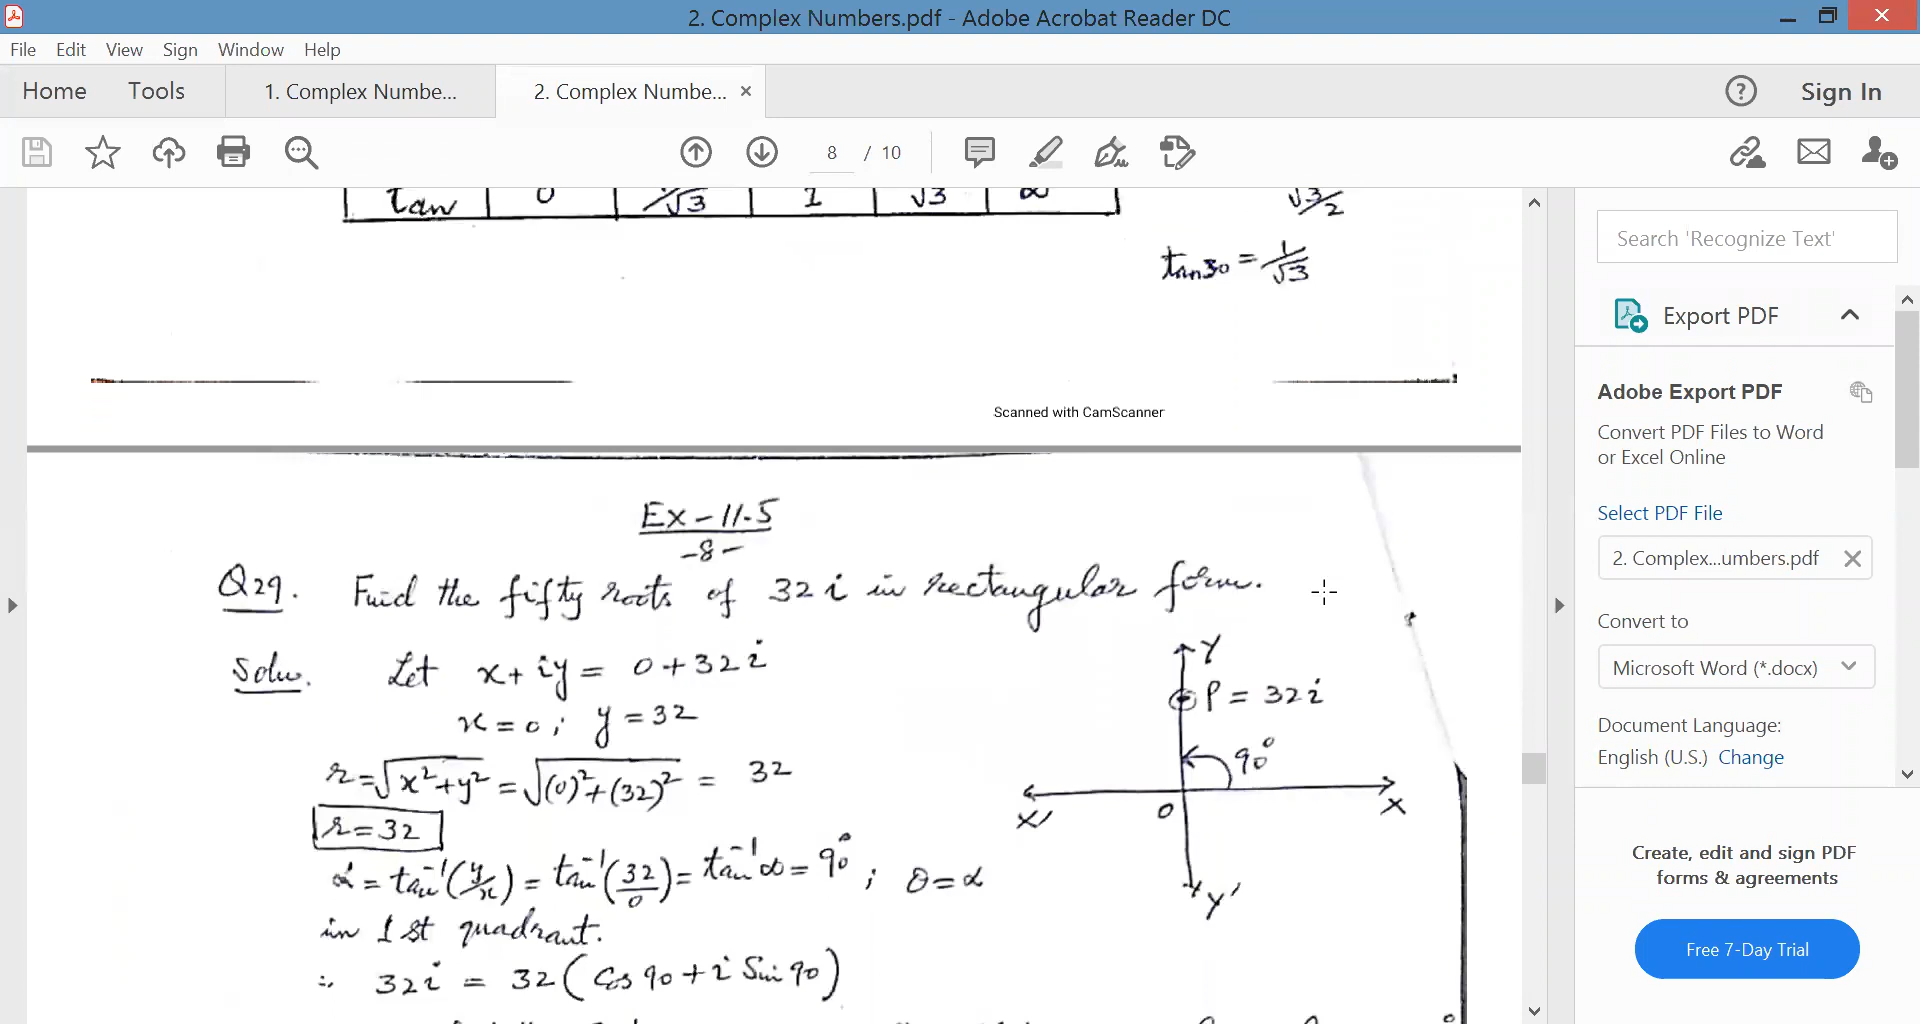 2. Complex Numbers.pdf - Adobe Acrobat Reader DC
File Edit View Sign Window Help
Home Tools 1. Complex Numbe... 2. Complex Numbe... × Sign In
8 / 10
tan 0 1/√3 1 √3 ∞
√3/2
tan30 = 1/√3
Scanned with CamScanner
Ex-11.5
-8-
Q29. Find the fifty roots of 32i in rectangular form.
Solu. Let x+iy = 0+32i
x=0; y=32
r=√x²+y² = √(0)²+(32)² = 32
r=32
α = tan⁻¹(y/x) = tan⁻¹(32/0) = tan⁻¹∞ = 90°; θ=α
in 1st quadrant.
∴ 32i = 32(Cos 90 + i Sin 90)
Y
P = 32i
90°
X' O X
Y'
Search 'Recognize Text'
Export PDF
Adobe Export PDF
Convert PDF Files to Word
or Excel Online
Select PDF File
2. Complex...umbers.pdf
Convert to
Microsoft Word (*.docx)
Document Language:
English (U.S.) Change
Create, edit and sign PDF
forms & agreements
Free 7-Day Trial